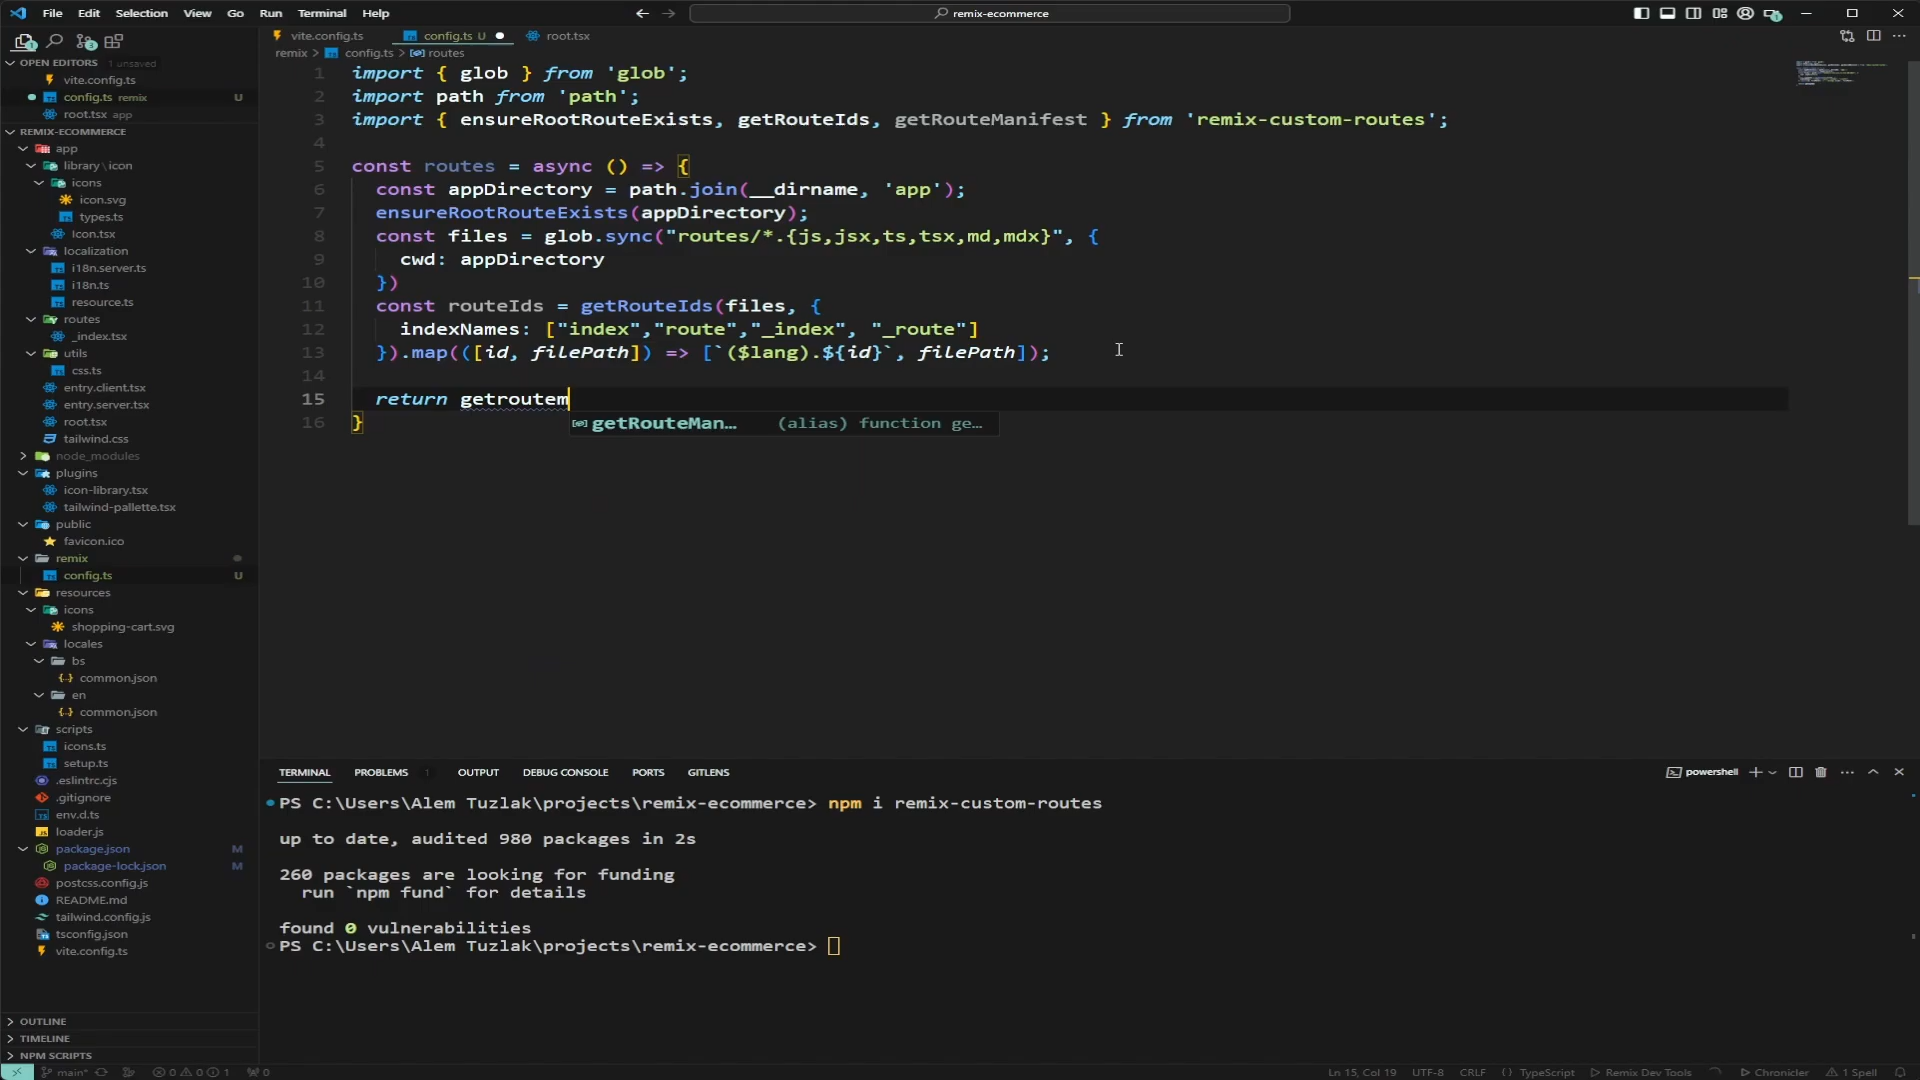 File Edit Selection View Go Run Terminal Help
remix-ecommerce
OPEN EDITORS 1 unsaved
vite.config.ts
config.ts remix U
root.tsx app
REMIX-ECOMMERCE
app
library \ icon
icons
icon.svg
types.ts
Icon.tsx
localization
i18n.server.ts
i18n.ts
resource.ts
routes
_index.tsx
utils
css.ts
entry.client.tsx
entry.server.tsx
root.tsx
tailwind.css
node_modules
plugins
icon-library.tsx
tailwind-pallette.tsx
public
favicon.ico
remix
config.ts U
resources
icons
shopping-cart.svg
locales
bs
common.json
en
common.json
scripts
icons.ts
setup.ts
.eslintrc.cjs
.gitignore
env.d.ts
loader.js
package.json M
package-lock.json M
postcss.config.js
README.md
tailwind.config.js
tsconfig.json
vite.config.ts
OUTLINE
TIMELINE
NPM SCRIPTS
vite.config.ts config.ts U root.tsx
remix > config.ts > routes
1 import { glob } from 'glob';
2 import path from 'path';
3 import { ensureRootRouteExists, getRouteIds, getRouteManifest } from 'remix-custom-routes';
4
5 const routes = async () => {
6 const appDirectory = path.join(__dirname, 'app');
7 ensureRootRouteExists(appDirectory);
8 const files = glob.sync("routes/*.{js,jsx,ts,tsx,md,mdx}", {
9 cwd: appDirectory
10 })
11 const routeIds = getRouteIds(files, {
12 indexNames: ["index","route","_index", "_route"]
13 }).map(([id, filePath]) => [`($lang).${id}`, filePath]);
14
15 return getroutem
16 }
getRouteMan… (alias) function ge…
TERMINAL PROBLEMS 1 OUTPUT DEBUG CONSOLE PORTS GITLENS
powershell
PS C:\Users\Alem Tuzlak\projects\remix-ecommerce> npm i remix-custom-routes
up to date, audited 980 packages in 2s
260 packages are looking for funding
run `npm fund` for details
found 0 vulnerabilities
PS C:\Users\Alem Tuzlak\projects\remix-ecommerce>
main* 0 0 1 0 Ln 15, Col 19 UTF-8 CRLF { } TypeScript Remix Dev Tools Chronicler 1 Spell